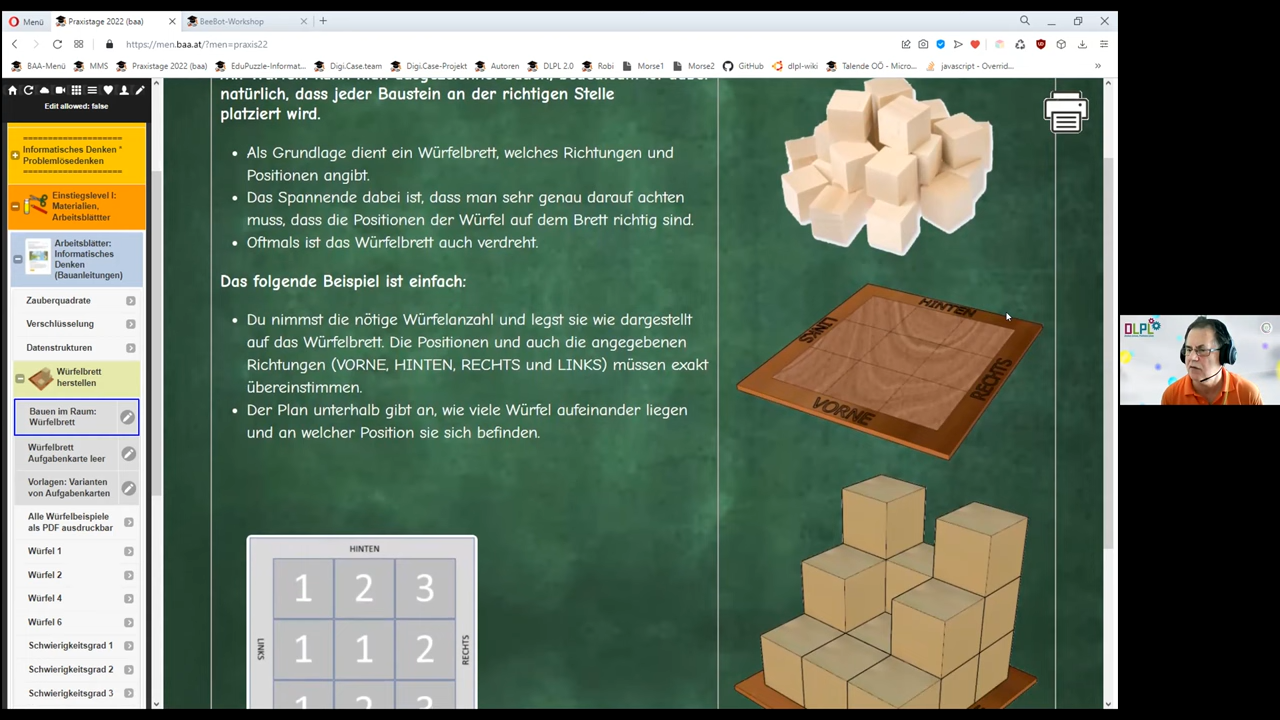 Menü
Praxistage 2022 (baa)
BeeBot-Workshop
https://men.baa.at/?men=praxis22
BAA-Menü
MMS
Praxistage 2022 (baa)
EduPuzzle-Informat...
Digi.Case.team
Digi.Case-Projekt
Autoren
DLPL 2.0
Robi
Morse1
Morse2
GitHub
dlpl-wiki
Talende OÖ - Micro...
javascript - Overrid...
Edit allowed: false
====================
Informatisches Denken *
Problemlösedenken
====================
Einstiegslevel I:
Materialien,
Arbeitsblätter
Arbeitsblätter:
Informatisches
Denken
(Bauanleitungen)
Zauberquadrate
Verschlüsselung
Datenstrukturen
Würfelbrett
herstellen
Bauen im Raum:
Würfelbrett
Würfelbrett
Aufgabenkarte leer
Vorlagen: Varianten
von Aufgabenkarten
Alle Würfelbeispiele
als PDF ausdruckbar
Würfel 1
Würfel 2
Würfel 4
Würfel 6
Schwierigkeitsgrad 1
Schwierigkeitsgrad 2
Schwierigkeitsgrad 3
natürlich, dass jeder Baustein an der richtigen Stelle
platziert wird.
• Als Grundlage dient ein Würfelbrett, welches Richtungen und
Positionen angibt.
• Das Spannende dabei ist, dass man sehr genau darauf achten
muss, dass die Positionen der Würfel auf dem Brett richtig sind.
• Oftmals ist das Würfelbrett auch verdreht.
Das folgende Beispiel ist einfach:
• Du nimmst die nötige Würfelanzahl und legst sie wie dargestellt
auf das Würfelbrett. Die Positionen und auch die angegebenen
Richtungen (VORNE, HINTEN, RECHTS und LINKS) müssen exakt
übereinstimmen.
• Der Plan unterhalb gibt an, wie viele Würfel aufeinander liegen
und an welcher Position sie sich befinden.
HINTEN
1 2 3
LINKS
1 1 2
RECHTS
HINTEN
LINKS
RECHTS
VORNE
DLPL